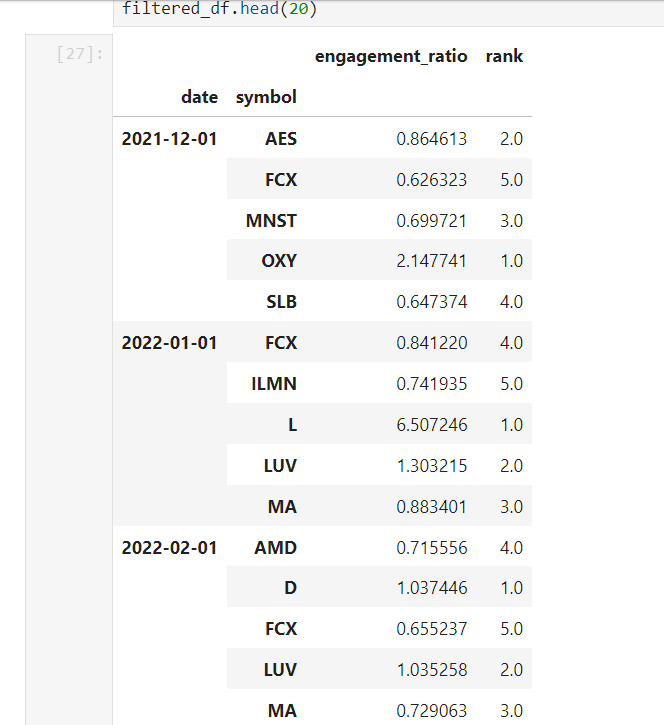 filtered_df.head(20)
[27]:
engagement_ratio rank
date symbol
2021-12-01 AES 0.864613 2.0
FCX 0.626323 5.0
MNST 0.699721 3.0
OXY 2.147741 1.0
SLB 0.647374 4.0
2022-01-01 FCX 0.841220 4.0
ILMN 0.741935 5.0
L 6.507246 1.0
LUV 1.303215 2.0
MA 0.883401 3.0
2022-02-01 AMD 0.715556 4.0
D 1.037446 1.0
FCX 0.655237 5.0
LUV 1.035258 2.0
MA 0.729063 3.0